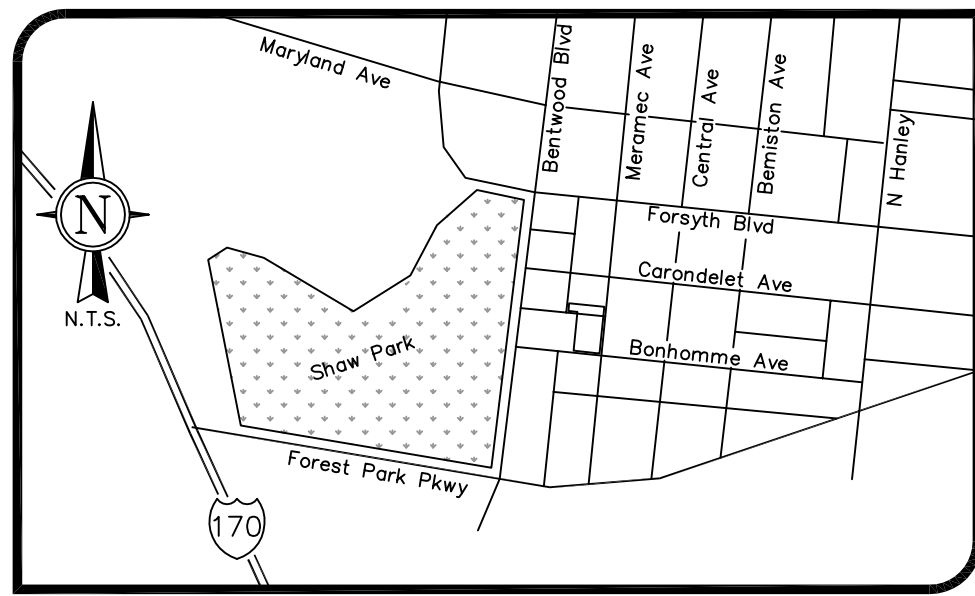 Maryland Ave
Bentwood Blvd
Meramec Ave
Central Ave
Bemiston Ave
N Hanley
N
N.T.S.
Forsyth Blvd
Carondelet Ave
Bonhomme Ave
Shaw Park
Forest Park Pkwy
170